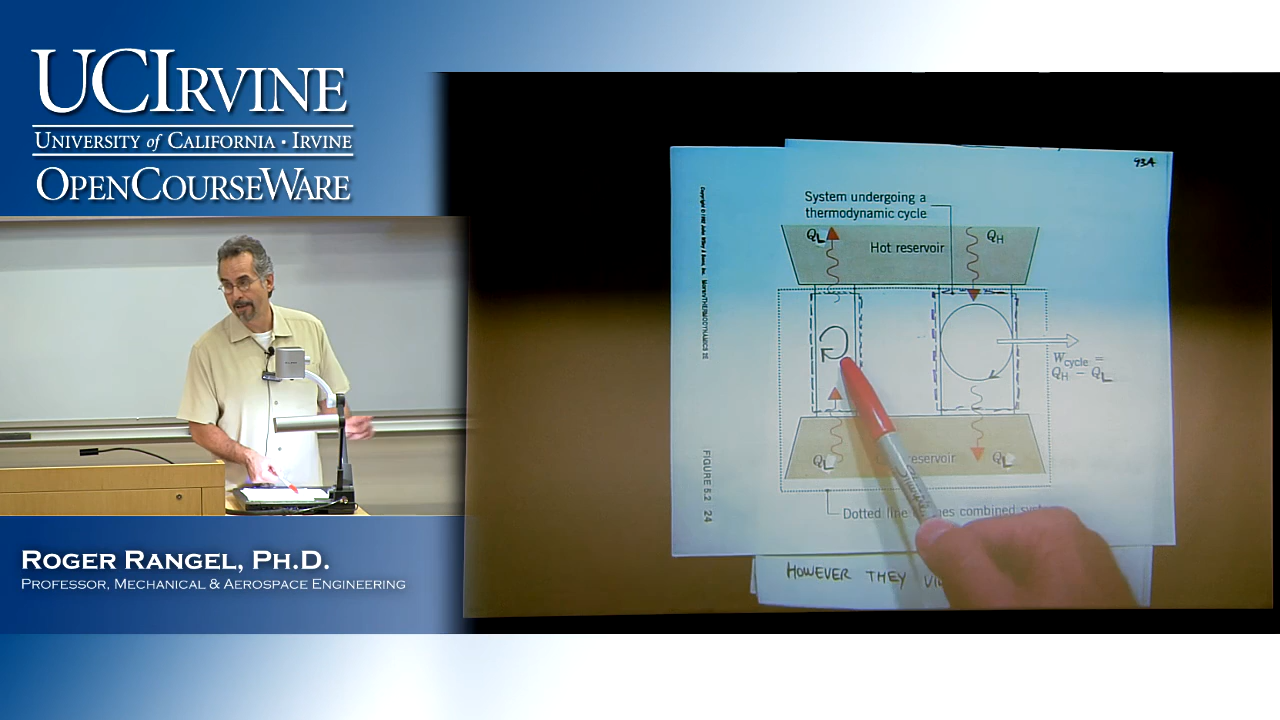 UCIRVINE
UNIVERSITY of CALIFORNIA · IRVINE
OPENCOURSEWARE
ROGER RANGEL, PH.D.
PROFESSOR, MECHANICAL & AEROSPACE ENGINEERING
93A
System undergoing a
thermodynamic cycle
QL
Hot reservoir
QH
Wcycle =
QH – QL
QL
reservoir
QL
Dotted line
combined
FIGURE 5.2 24
HOWEVER THEY